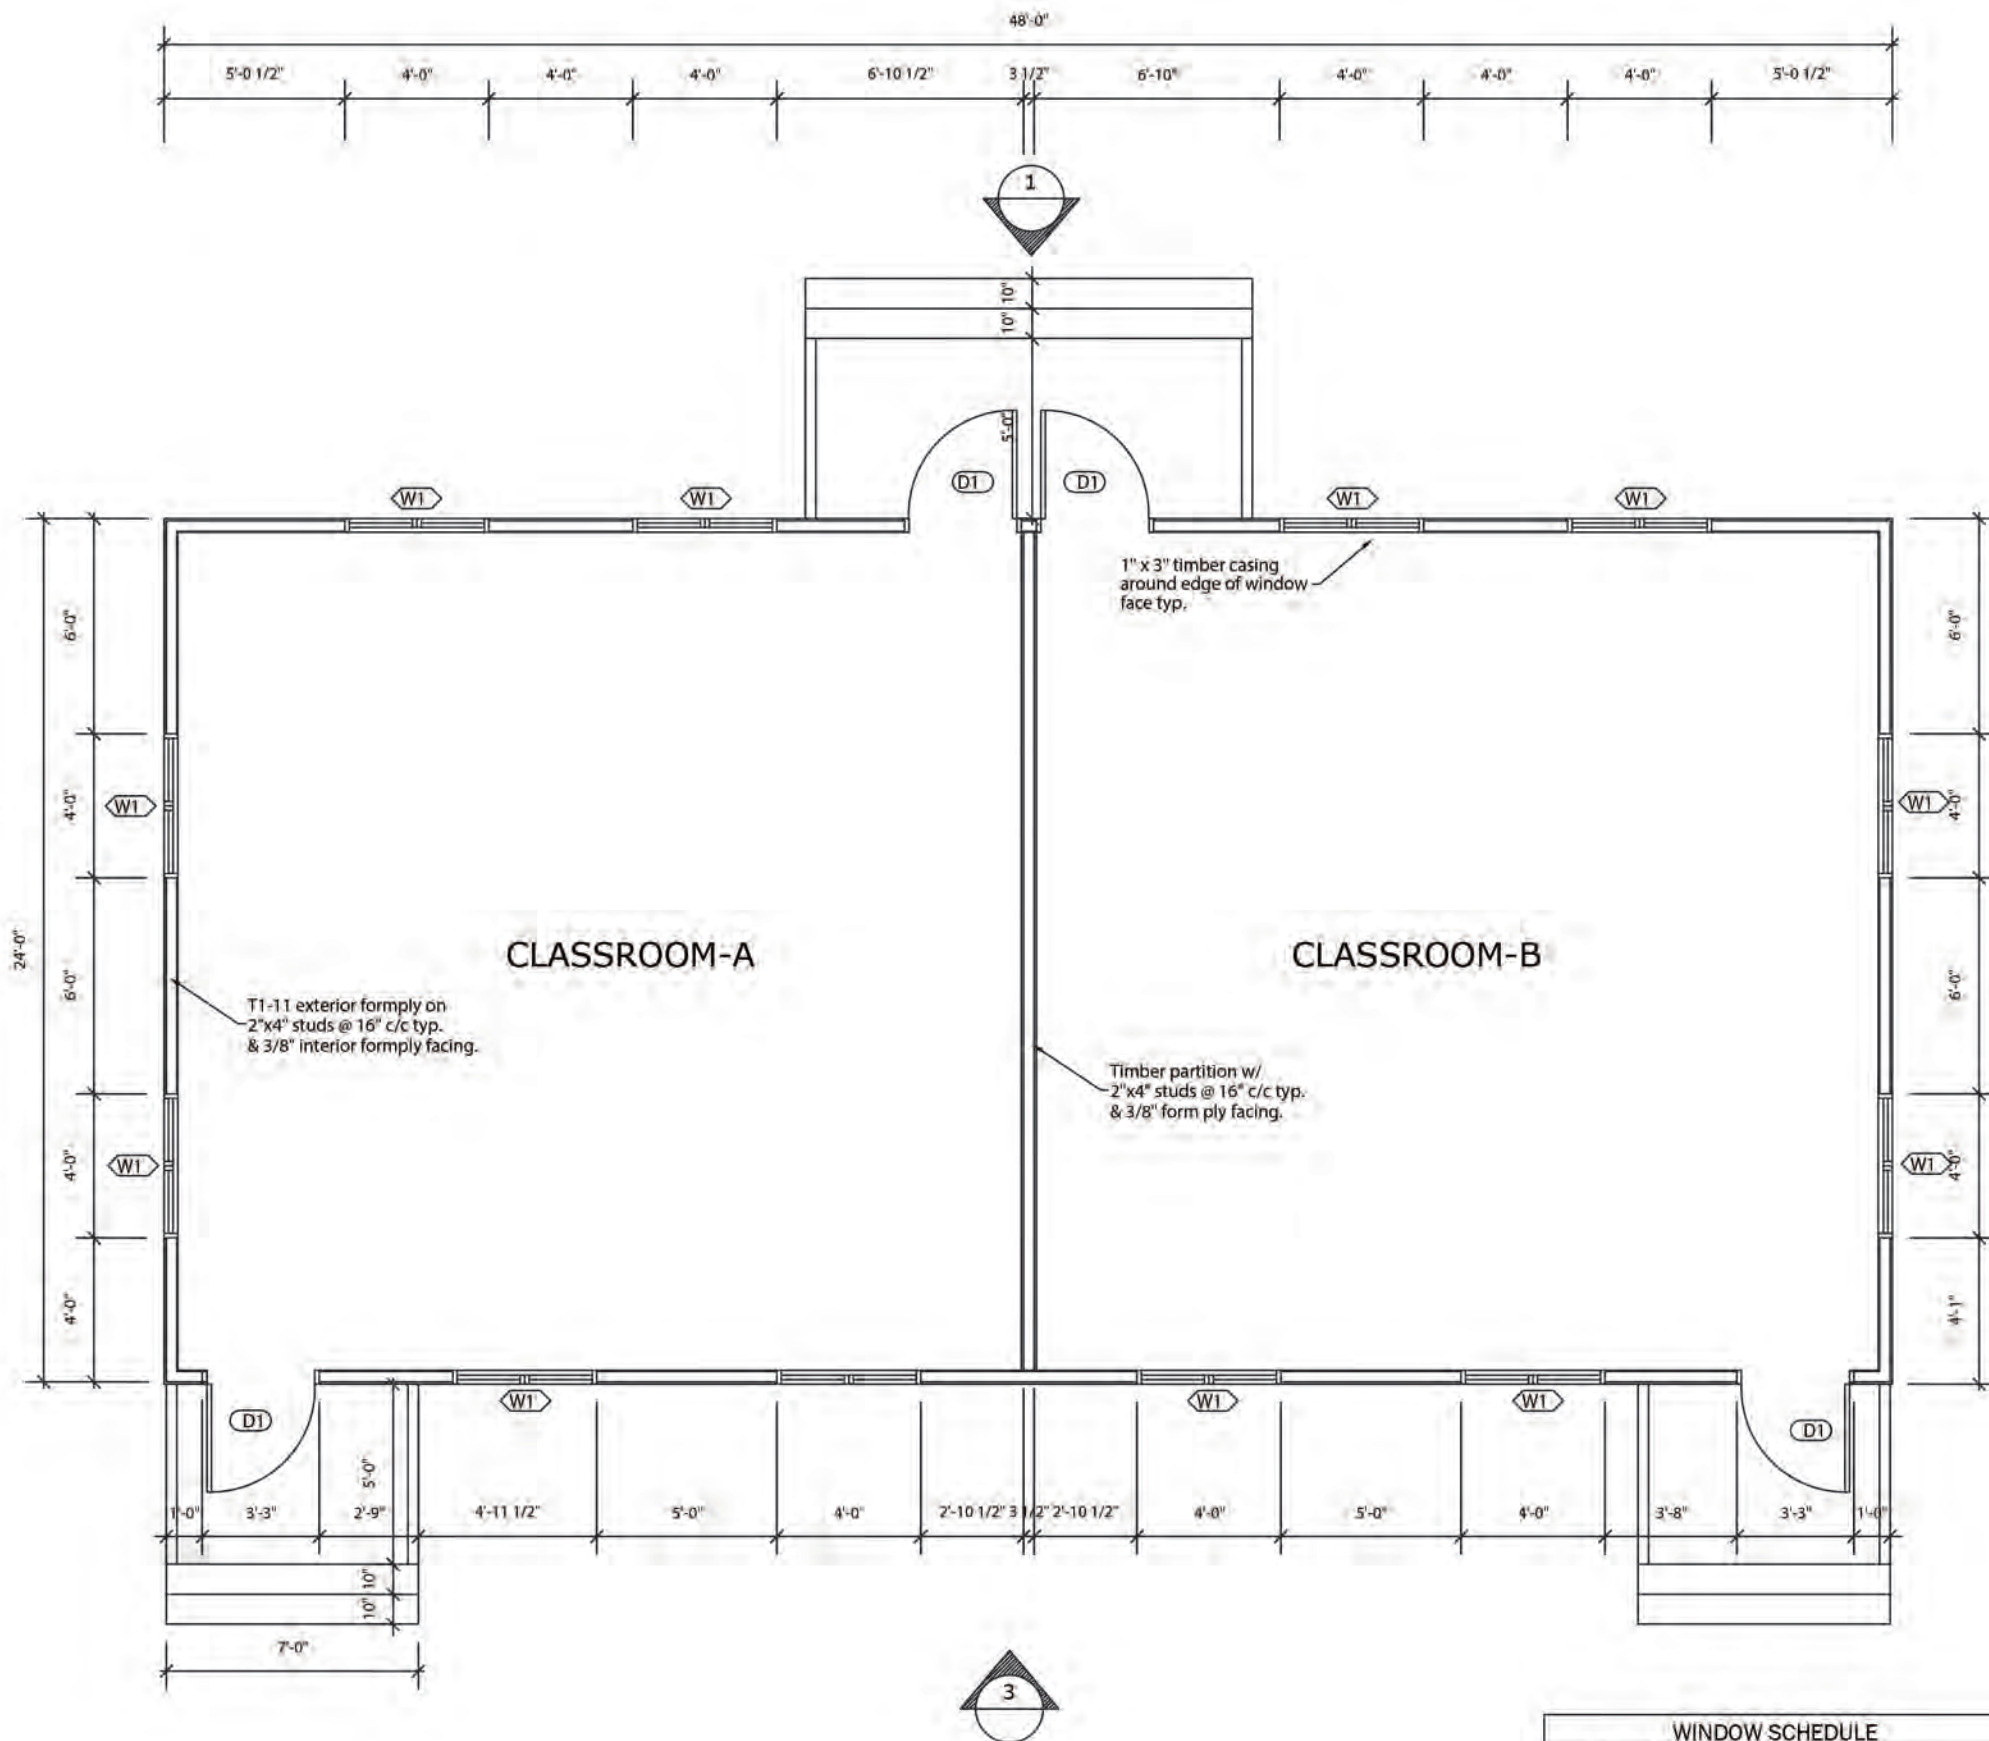 48'-0"
5'-0 1/2" 4'-0" 4'-0" 4'-0" 6'-10 1/2" 3 1/2" 6'-10" 4'-0" 4'-0" 4'-0" 5'-0 1/2"
1
10"
10"
5'-0"
D1 D1
W1 W1 W1 W1
1" x 3" timber casing
around edge of window
face typ.
6'-0" 6'-0"
W1 4'-0" W1 4'-0"
24'-0"
CLASSROOM-A CLASSROOM-B
6'-0" 6'-0"
T1-11 exterior formply on
2"x4" studs @ 16" c/c typ.
& 3/8" interior formply facing.
Timber partition w/
2"x4" studs @ 16" c/c typ.
& 3/8" form ply facing.
4'-0" W1 W1 4'-0"
4'-0" 4'-1"
D1 W1 W1 W1 D1
5'-0"
1'-0" 3'-3" 2'-9" 4'-11 1/2" 5'-0" 4'-0" 2'-10 1/2" 3 1/2" 2'-10 1/2" 4'-0" 5'-0" 4'-0" 3'-8" 3'-3" 1'-0"
10"
10"
7'-0"
3
WINDOW SCHEDULE